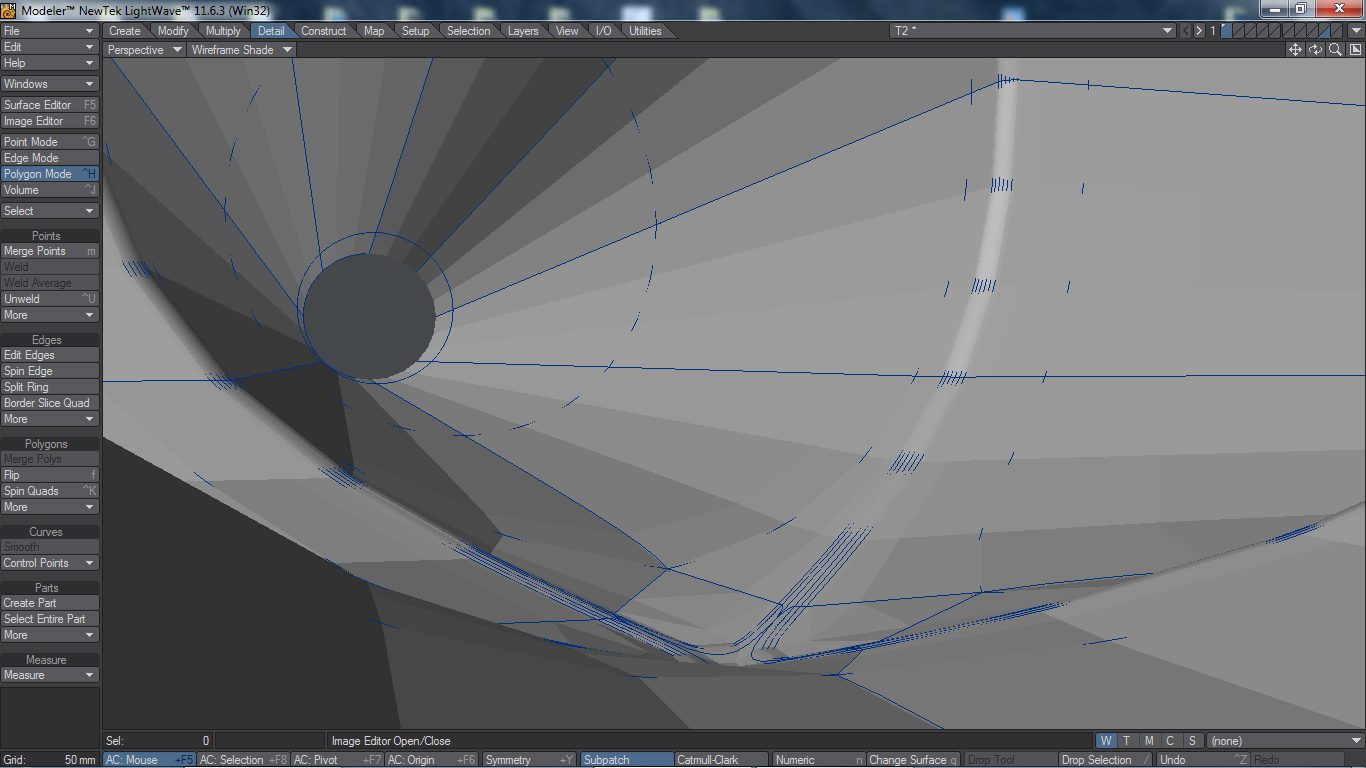 Modeler™ NewTek LightWave™ 11.6.3 (Win32)
File
Edit
Help
Windows
Surface Editor F5
Image Editor F6
Point Mode ^G
Edge Mode
Polygon Mode ^H
Volume ^J
Select
Points
Merge Points m
Weld
Weld Average
Unweld ^U
More
Edges
Edit Edges
Spin Edge
Split Ring
Border Slice Quad
More
Polygons
Merge Polys
Flip f
Spin Quads ^K
More
Curves
Smooth
Control Points
Parts
Create Part
Select Entire Part
More
Measure
Measure
Create Modify Multiply Detail Construct Map Setup Selection Layers View I/O Utilities T2 * < > 1
Perspective Wireframe Shade
Sel: 0 Image Editor Open/Close W T M C S (none)
Grid: 50 mm AC: Mouse +F5 AC: Selection +F8 AC: Pivot +F7 AC: Origin +F6 Symmetry +Y Subpatch Catmull-Clark Numeric n Change Surface q Drop Tool Drop Selection / Undo ^Z Redo